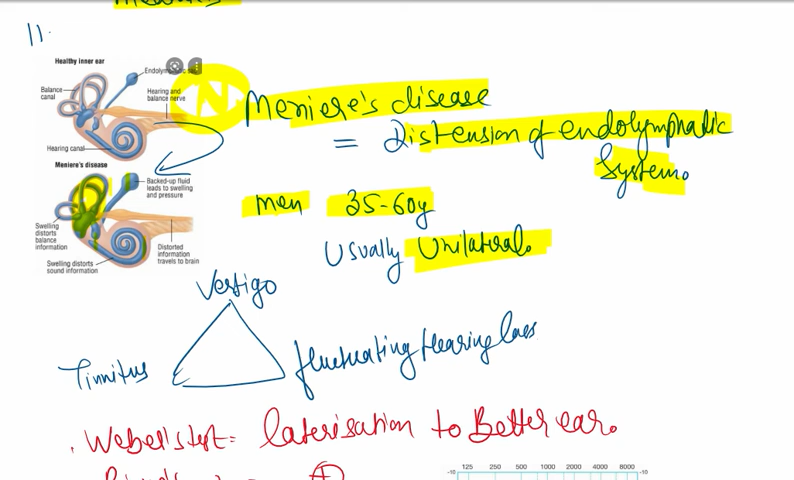 11.
Healthy inner ear
Balance canal
Hearing and balance nerve
Hearing canal
Meniere's disease
= Distension of endolymphatic System.
Meniere's disease
Backed-up fluid leads to swelling and pressure
men 35-60y
Swelling distorts balance information
Usually Unilateral.
Distorted information travels to brain
Swelling distorts sound information
Vertigo
Tinnitus
fluctuating Hearing loss
. Weber's test = laterisation to Better ear.
125 250 500 1000 2000 4000 8000
-10 -10